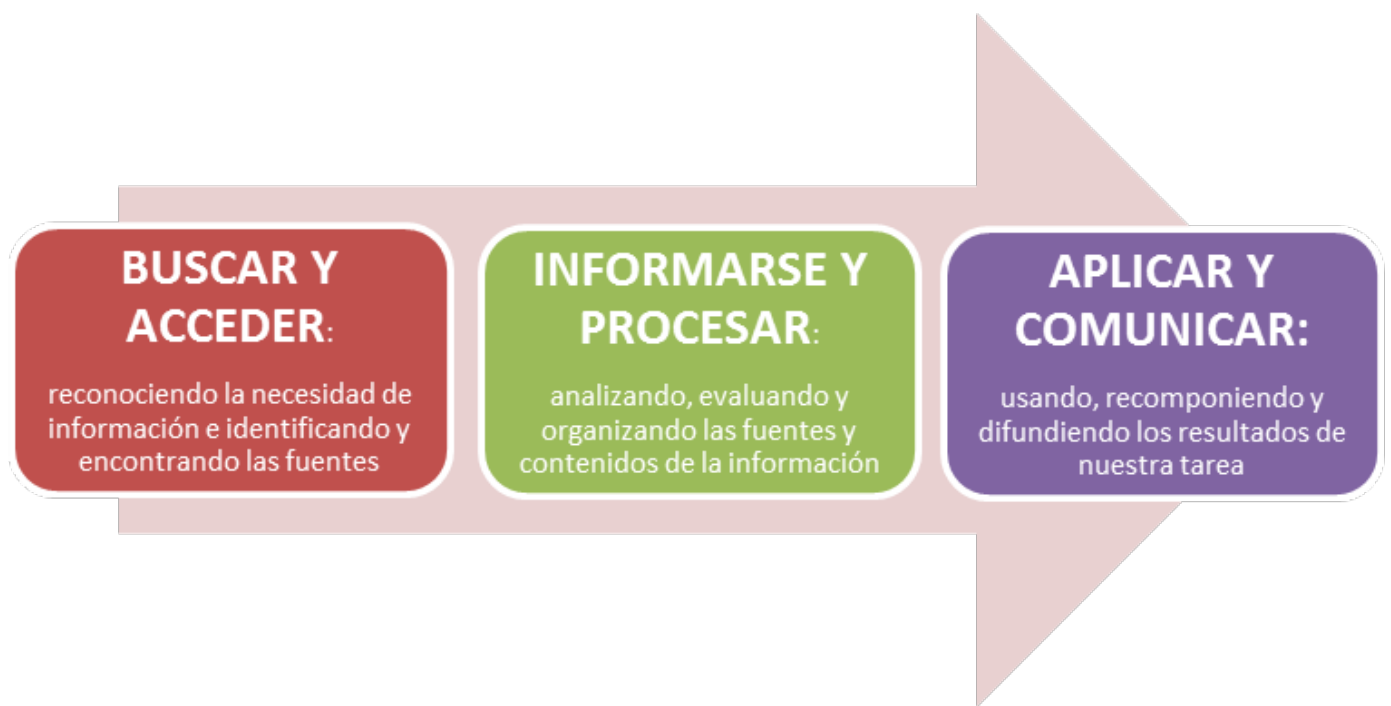 BUSCAR Y
ACCEDER:
reconociendo la necesidad de
información e identificando y
encontrando las fuentes
INFORMARSE Y
PROCESAR:
analizando, evaluando y
organizando las fuentes y
contenidos de la información
APLICAR Y
COMUNICAR:
usando, recomponiendo y
difundiendo los resultados de
nuestra tarea